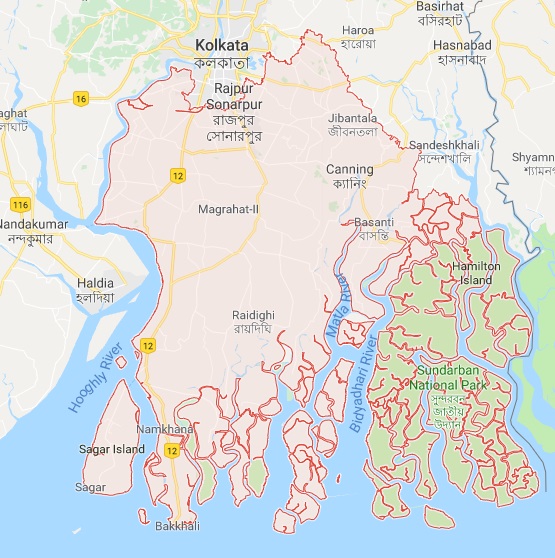 Basirhat
বসিরহাট
Haroa
হারোয়া
Kolkata
কলকাতা
Hasnabad
হাসনাবাদ
16
Rajpur
Sonarpur
রাজপুর
সোনারপুর
aghat
লাঘাট
Jibantala
জীবনতলা
Sandeshkhali
সন্দেশখালি
Shyamn
শ্যামন
12
Canning
ক্যানিং
116
Magrahat-II
Nandakumar
নন্দকুমার
Basanti
বাসন্তি
Haldia
হলদিয়া
Hamilton
Island
Matla River
Raidighi
রায়দিঘি
12
Hooghly River
Bidyadhari River
Sundarban
National Park
সুন্দরবন
জাতীয়
উদ্যান
Namkhana
Sagar Island
12
Sagar
Bakkhali